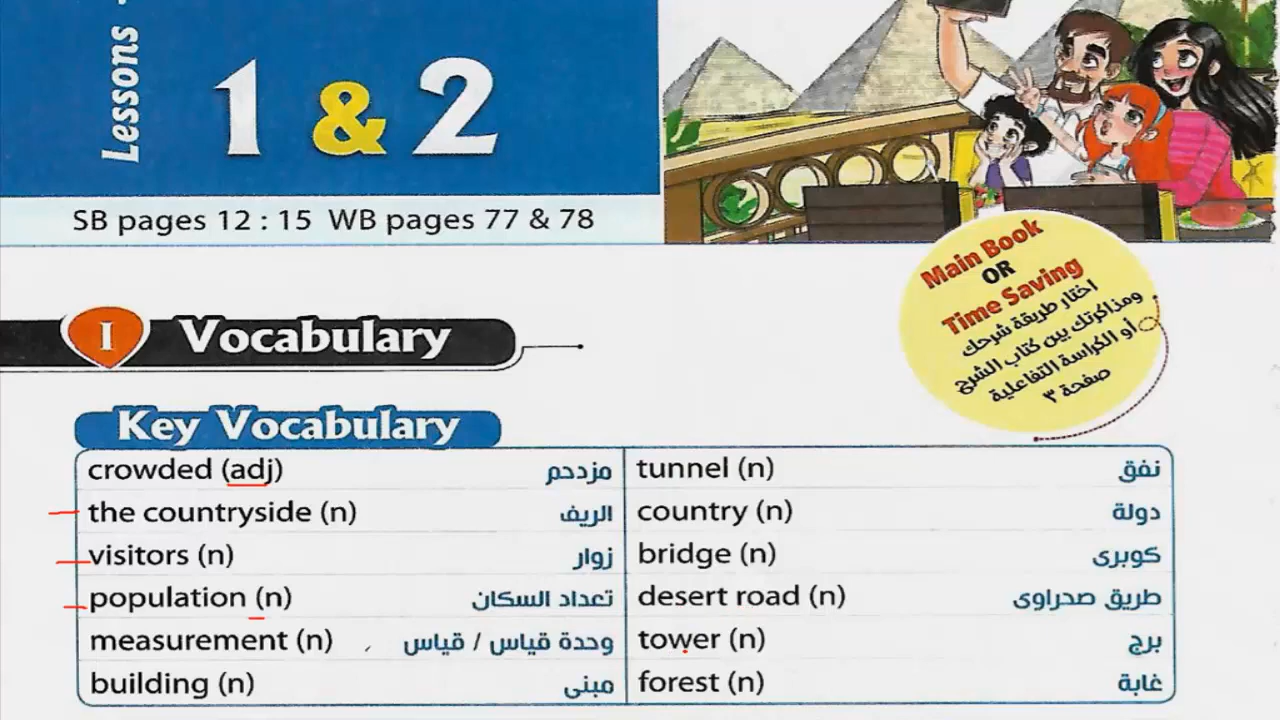 Lessons
1 & 2
SB pages 12 : 15 WB pages 77 & 78
Main Book
OR
Time Saving
اختار طريقة شرحك
ومذاكرتك بين كتاب الشرح
أو الكراسة التفاعلية
صفحة ٣
I Vocabulary
Key Vocabulary
crowded (adj) مزدحم tunnel (n) نفق
the countryside (n) الريف country (n) دولة
visitors (n) زوار bridge (n) كوبرى
population (n) تعداد السكان desert road (n) طريق صحراوى
measurement (n) وحدة قياس / قياس tower (n) برج
building (n) مبنى forest (n) غابة